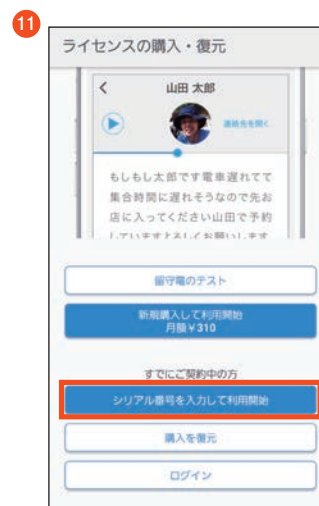 11
ライセンスの購入・復元
山田 太郎
連絡先を開く
もしもし太郎です電車遅れてて
集合時間に遅れそうなので先お
店に入ってください山田で予約
していますよろしくお願いします
留守電のテスト
新規購入して利用開始
月額¥310
すでにご契約中の方
シリアル番号を入力して利用開始
購入を復元
ログイン